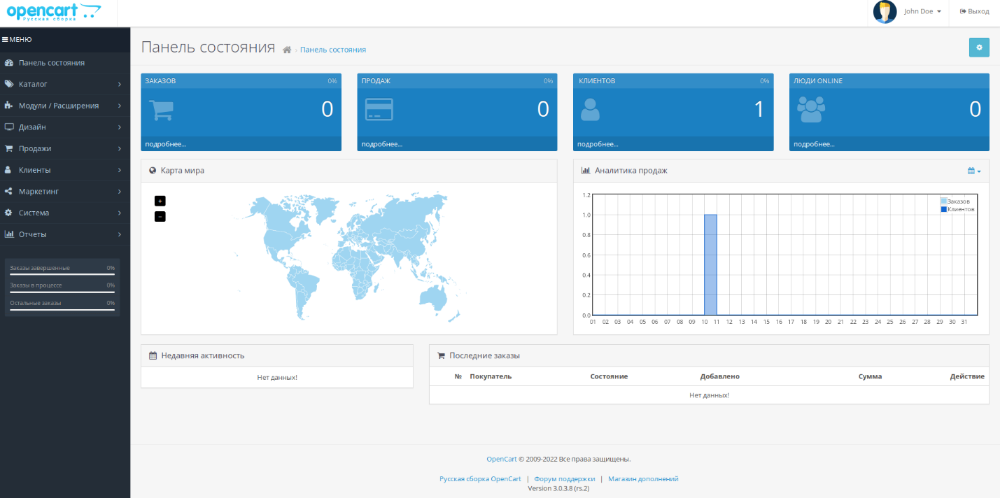 opencart
Русская сборка
John Doe
Выход
МЕНЮ
Панель состояния
Каталог
Модули / Расширения
Дизайн
Продажи
Клиенты
Маркетинг
Система
Отчеты
Заказы завершенные 0%
Заказы в процессе 0%
Остальные заказы 0%
Панель состояния
› Панель состояния
ЗАКАЗОВ 0%
0
подробнее...
ПРОДАЖ 0%
0
подробнее...
КЛИЕНТОВ 0%
1
подробнее...
ЛЮДИ ONLINE
0
подробнее...
Карта мира
+
−
Аналитика продаж
1.2
1.0
0.8
0.6
0.4
0.2
0.0
01 02 03 04 05 06 07 08 09 10 11 12 13 14 15 16 17 18 19 20 21 22 23 24 25 26 27 28 29 30 31
Заказов
Клиентов
Недавняя активность
Нет данных!
Последние заказы
№ Покупатель Состояние Добавлено Сумма Действие
Нет данных!
OpenCart © 2009-2022 Все права защищены.
Русская сборка OpenCart | Форум поддержки | Магазин дополнений
Version 3.0.3.8 (rs.2)